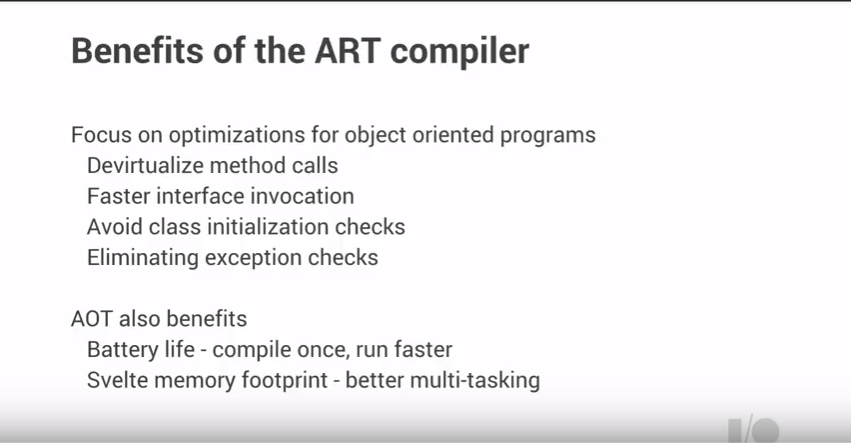 Benefits of the ART compiler
Focus on optimizations for object oriented programs
Devirtualize method calls
Faster interface invocation
Avoid class initialization checks
Eliminating exception checks
AOT also benefits
Battery life - compile once, run faster
Svelte memory footprint - better multi-tasking
I/O